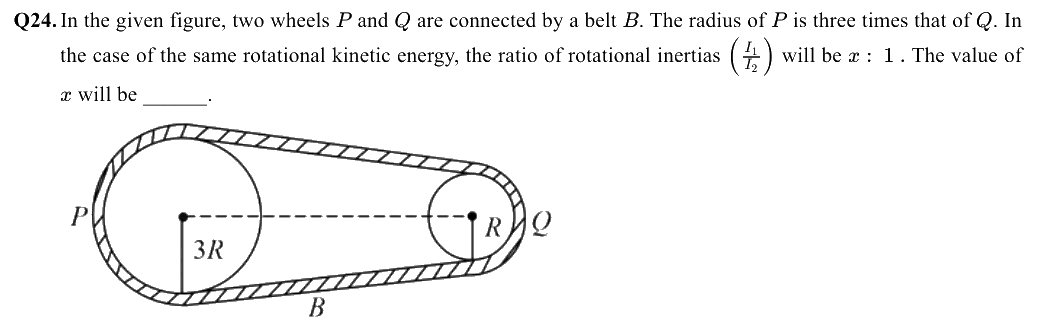 Q24. In the given figure, two wheels P and Q are connected by a belt B. The radius of P is three times that of Q. In
the case of the same rotational kinetic energy, the ratio of rotational inertias (I₁/I₂) will be x : 1 . The value of
x will be ______.
P
3R
R
Q
B